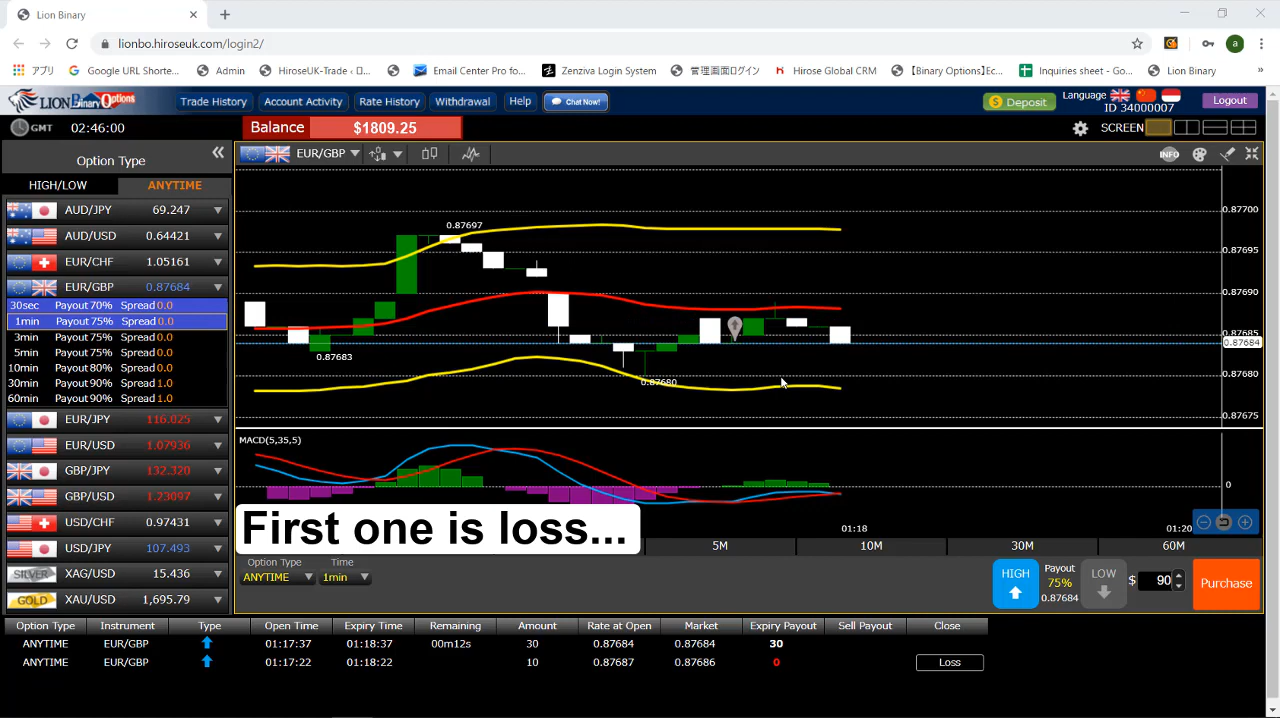 Lion Binary
lionbo.hiroseuk.com/login2/
アプリ Google URL Shorte... Admin HiroseUK-Trade ‹ ロ... Email Center Pro fo... Zenziva Login System 管理画面ログイン Hirose Global CRM 【Binary Options】Ec... Inquiries sheet - Go... Lion Binary »
LION Binary Options Trade History Account Activity Rate History Withdrawal Help Chat Now! $ Deposit Language ID 34000007 Logout
GMT 02:46:00 Balance $1809.25 SCREEN
Option Type EUR/GBP INFO
HIGH/LOW ANYTIME
AUD/JPY 69.247
AUD/USD 0.64421
EUR/CHF 1.05161
EUR/GBP 0.87684
30sec Payout 70% Spread 0.0
1min Payout 75% Spread 0.0
3min Payout 75% Spread 0.0
5min Payout 75% Spread 0.0
10min Payout 80% Spread 0.0
30min Payout 80% Spread 1.0
60min Payout 80% Spread 1.0
EUR/JPY 116.025
EUR/USD 1.07936
GBP/JPY 132.320
GBP/USD 1.23097
USD/CHF 0.97431
USD/JPY 107.493
SILVER XAG/USD 15.436
GOLD XAU/USD 1,695.79
0.87697
0.87683
0.87680
0.87700
0.87695
0.87690
0.87685
0.87684
0.87680
0.87675
MACD(5,35,5)
0
First one is loss...
01:18 01:20
5M 10M 30M 60M
Option Type Time
ANYTIME 1min
HIGH Payout 75% 0.87684 LOW $ 90 Purchase
Option Type Instrument Type Open Time Expiry Time Remaining Amount Rate at Open Market Expiry Payout Sell Payout Close
ANYTIME EUR/GBP 01:17:37 01:18:37 00m12s 30 0.87684 0.87684 30
ANYTIME EUR/GBP 01:17:22 01:18:22 10 0.87687 0.87686 0 Loss